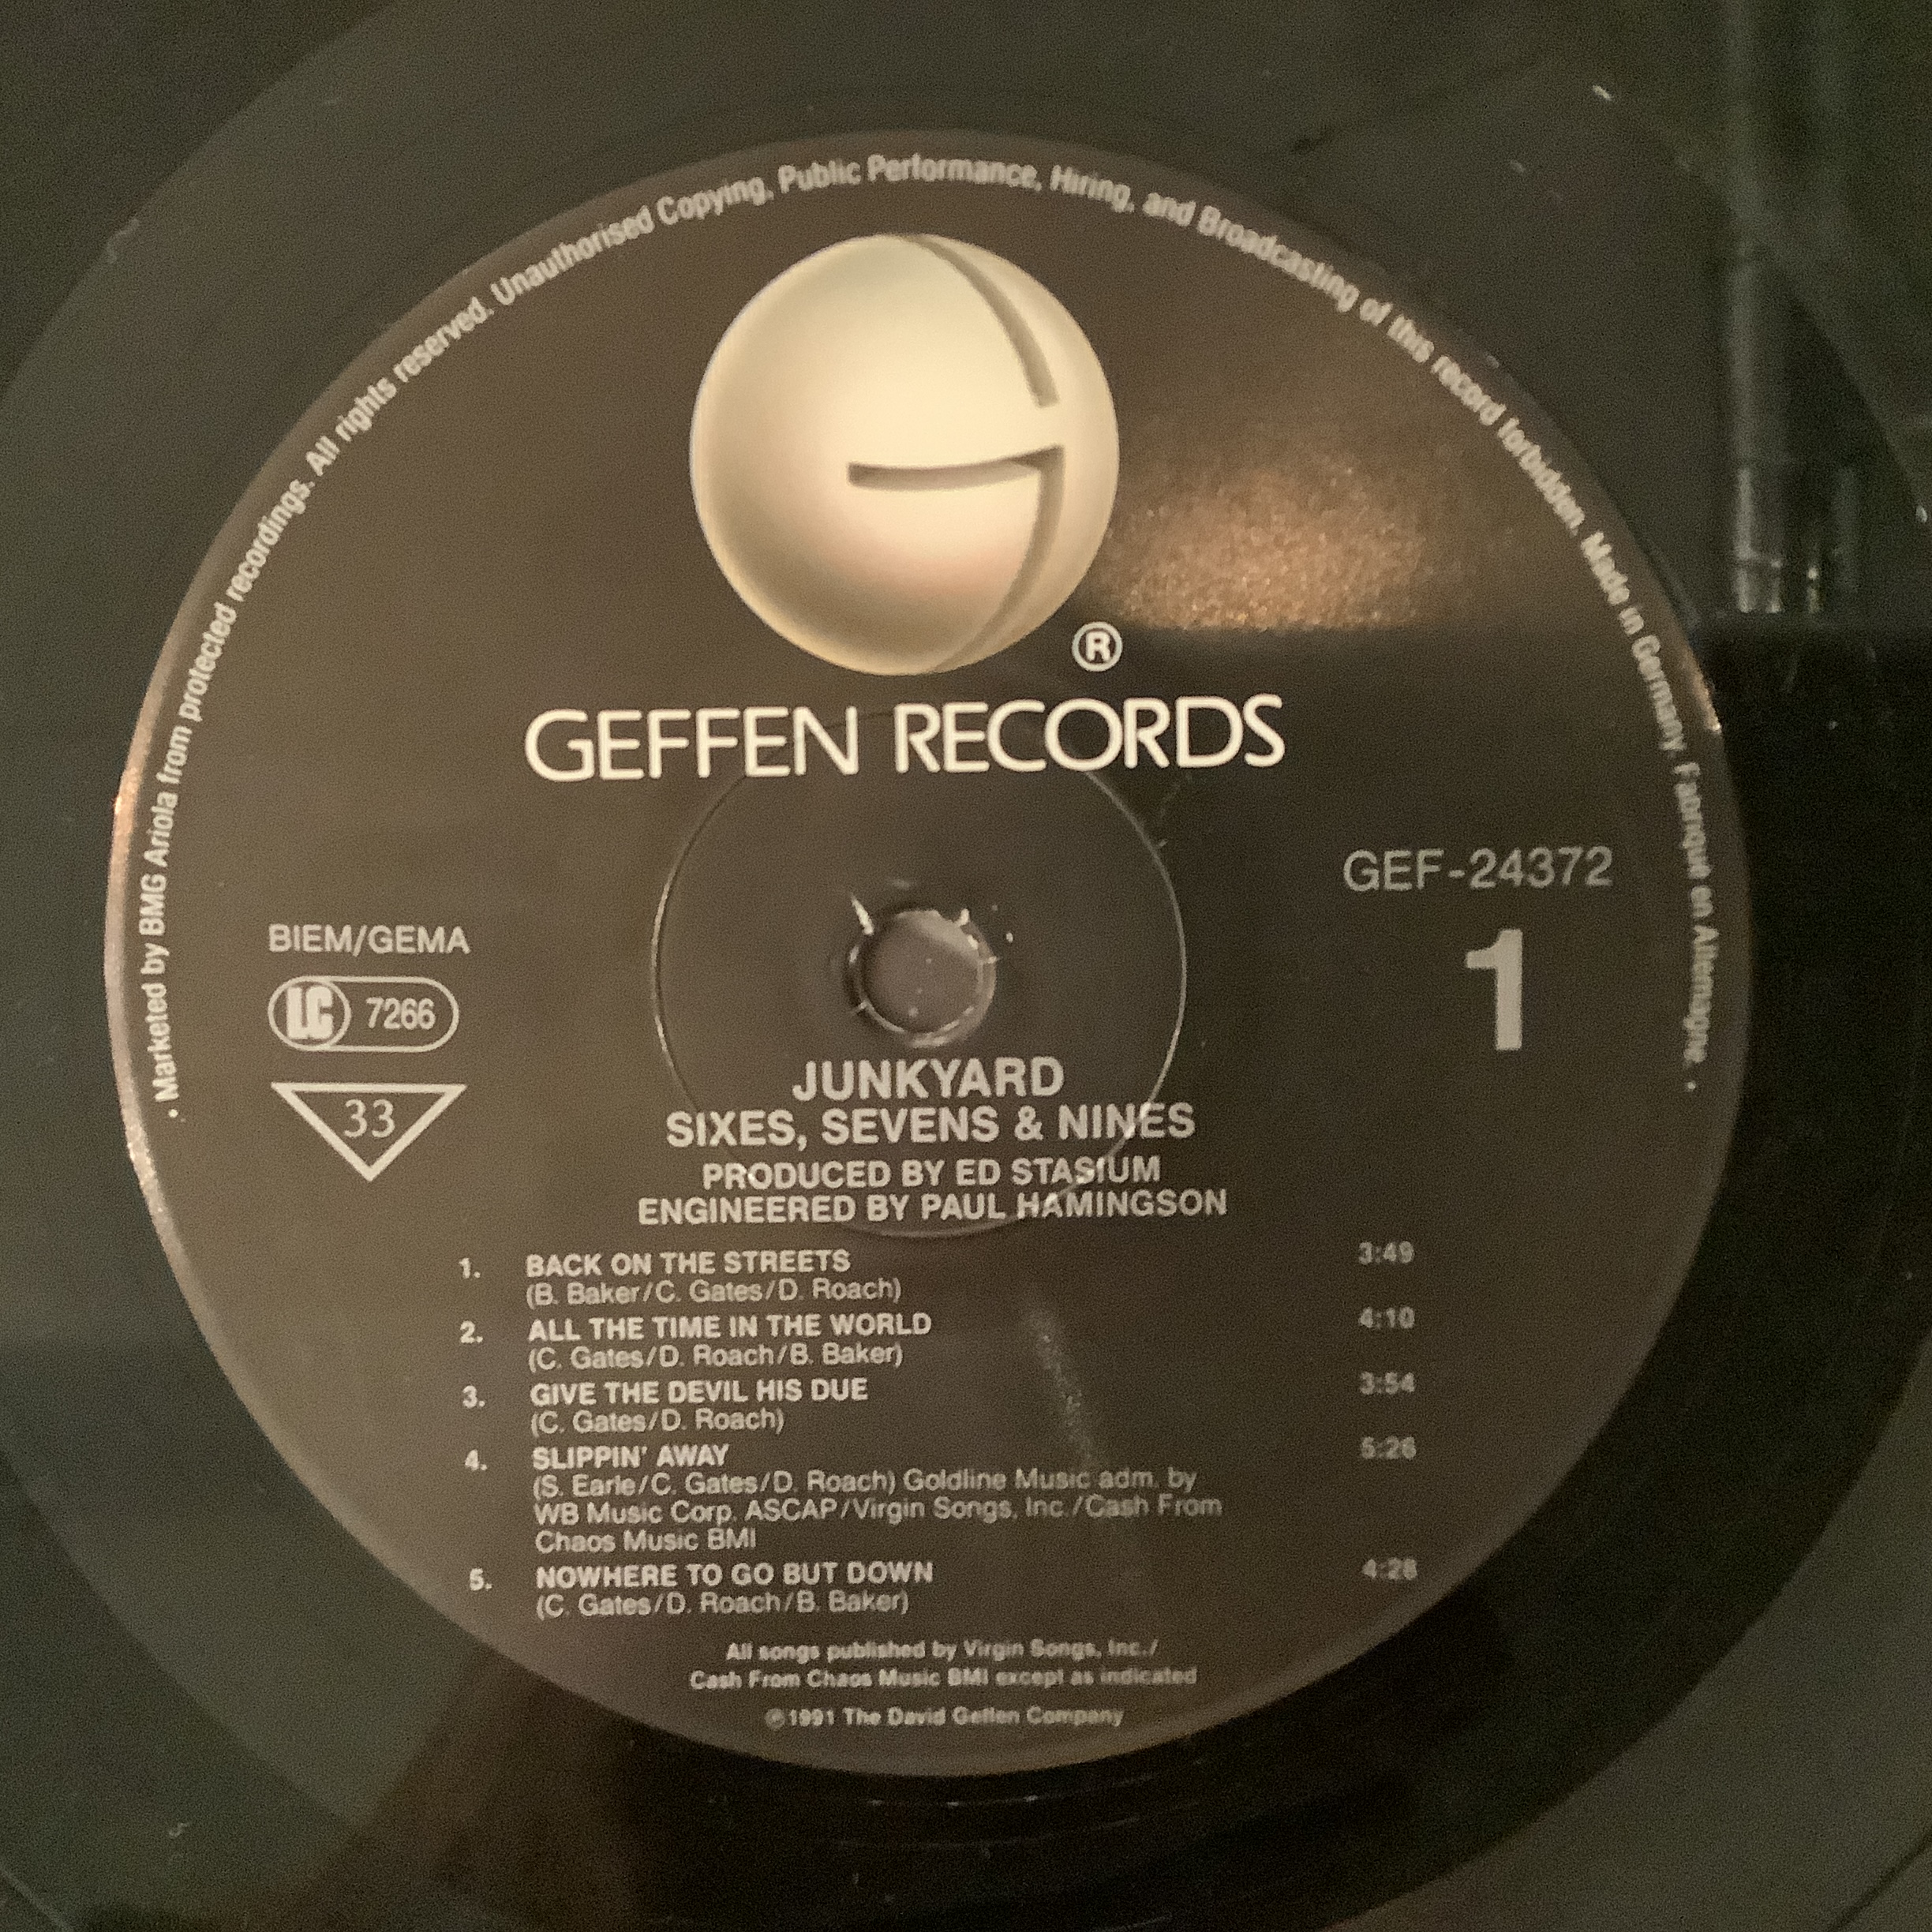 • Marketed by BMG Ariola from protected recordings. All rights reserved. Unauthorised Copying, Public Performance, Hiring, and Broadcasting of this record forbidden. Made in Germany. Fabriqué en Allemagne. •
®
GEFFEN RECORDS
GEF-24372
1
BIEM/GEMA
LC 7266
33
JUNKYARD
SIXES, SEVENS & NINES
PRODUCED BY ED STASIUM
ENGINEERED BY PAUL HAMINGSON
1. BACK ON THE STREETS 3:49
(B. Baker/C. Gates/D. Roach)
2. ALL THE TIME IN THE WORLD 4:10
(C. Gates/D. Roach/B. Baker)
3. GIVE THE DEVIL HIS DUE 3:54
(C. Gates/D. Roach)
4. SLIPPIN' AWAY 5:26
(S. Earle/C. Gates/D. Roach) Goldline Music adm. by
WB Music Corp. ASCAP/Virgin Songs, Inc./Cash From
Chaos Music BMI
5. NOWHERE TO GO BUT DOWN 4:28
(C. Gates/D. Roach/B. Baker)
All songs published by Virgin Songs, Inc./
Cash From Chaos Music BMI except as indicated
℗1991 The David Geffen Company